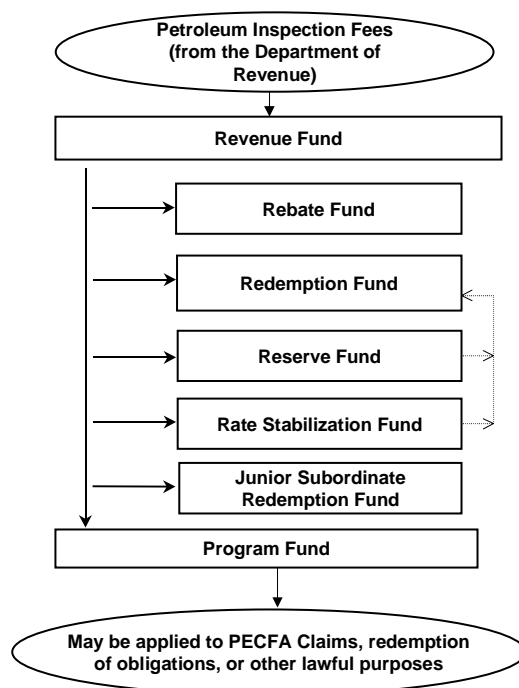 Petroleum Inspection Fees
(from the Department of
Revenue)
Revenue Fund
Rebate Fund
Redemption Fund
Reserve Fund
Rate Stabilization Fund
Junior Subordinate
Redemption Fund
Program Fund
May be applied to PECFA Claims, redemption
of obligations, or other lawful purposes